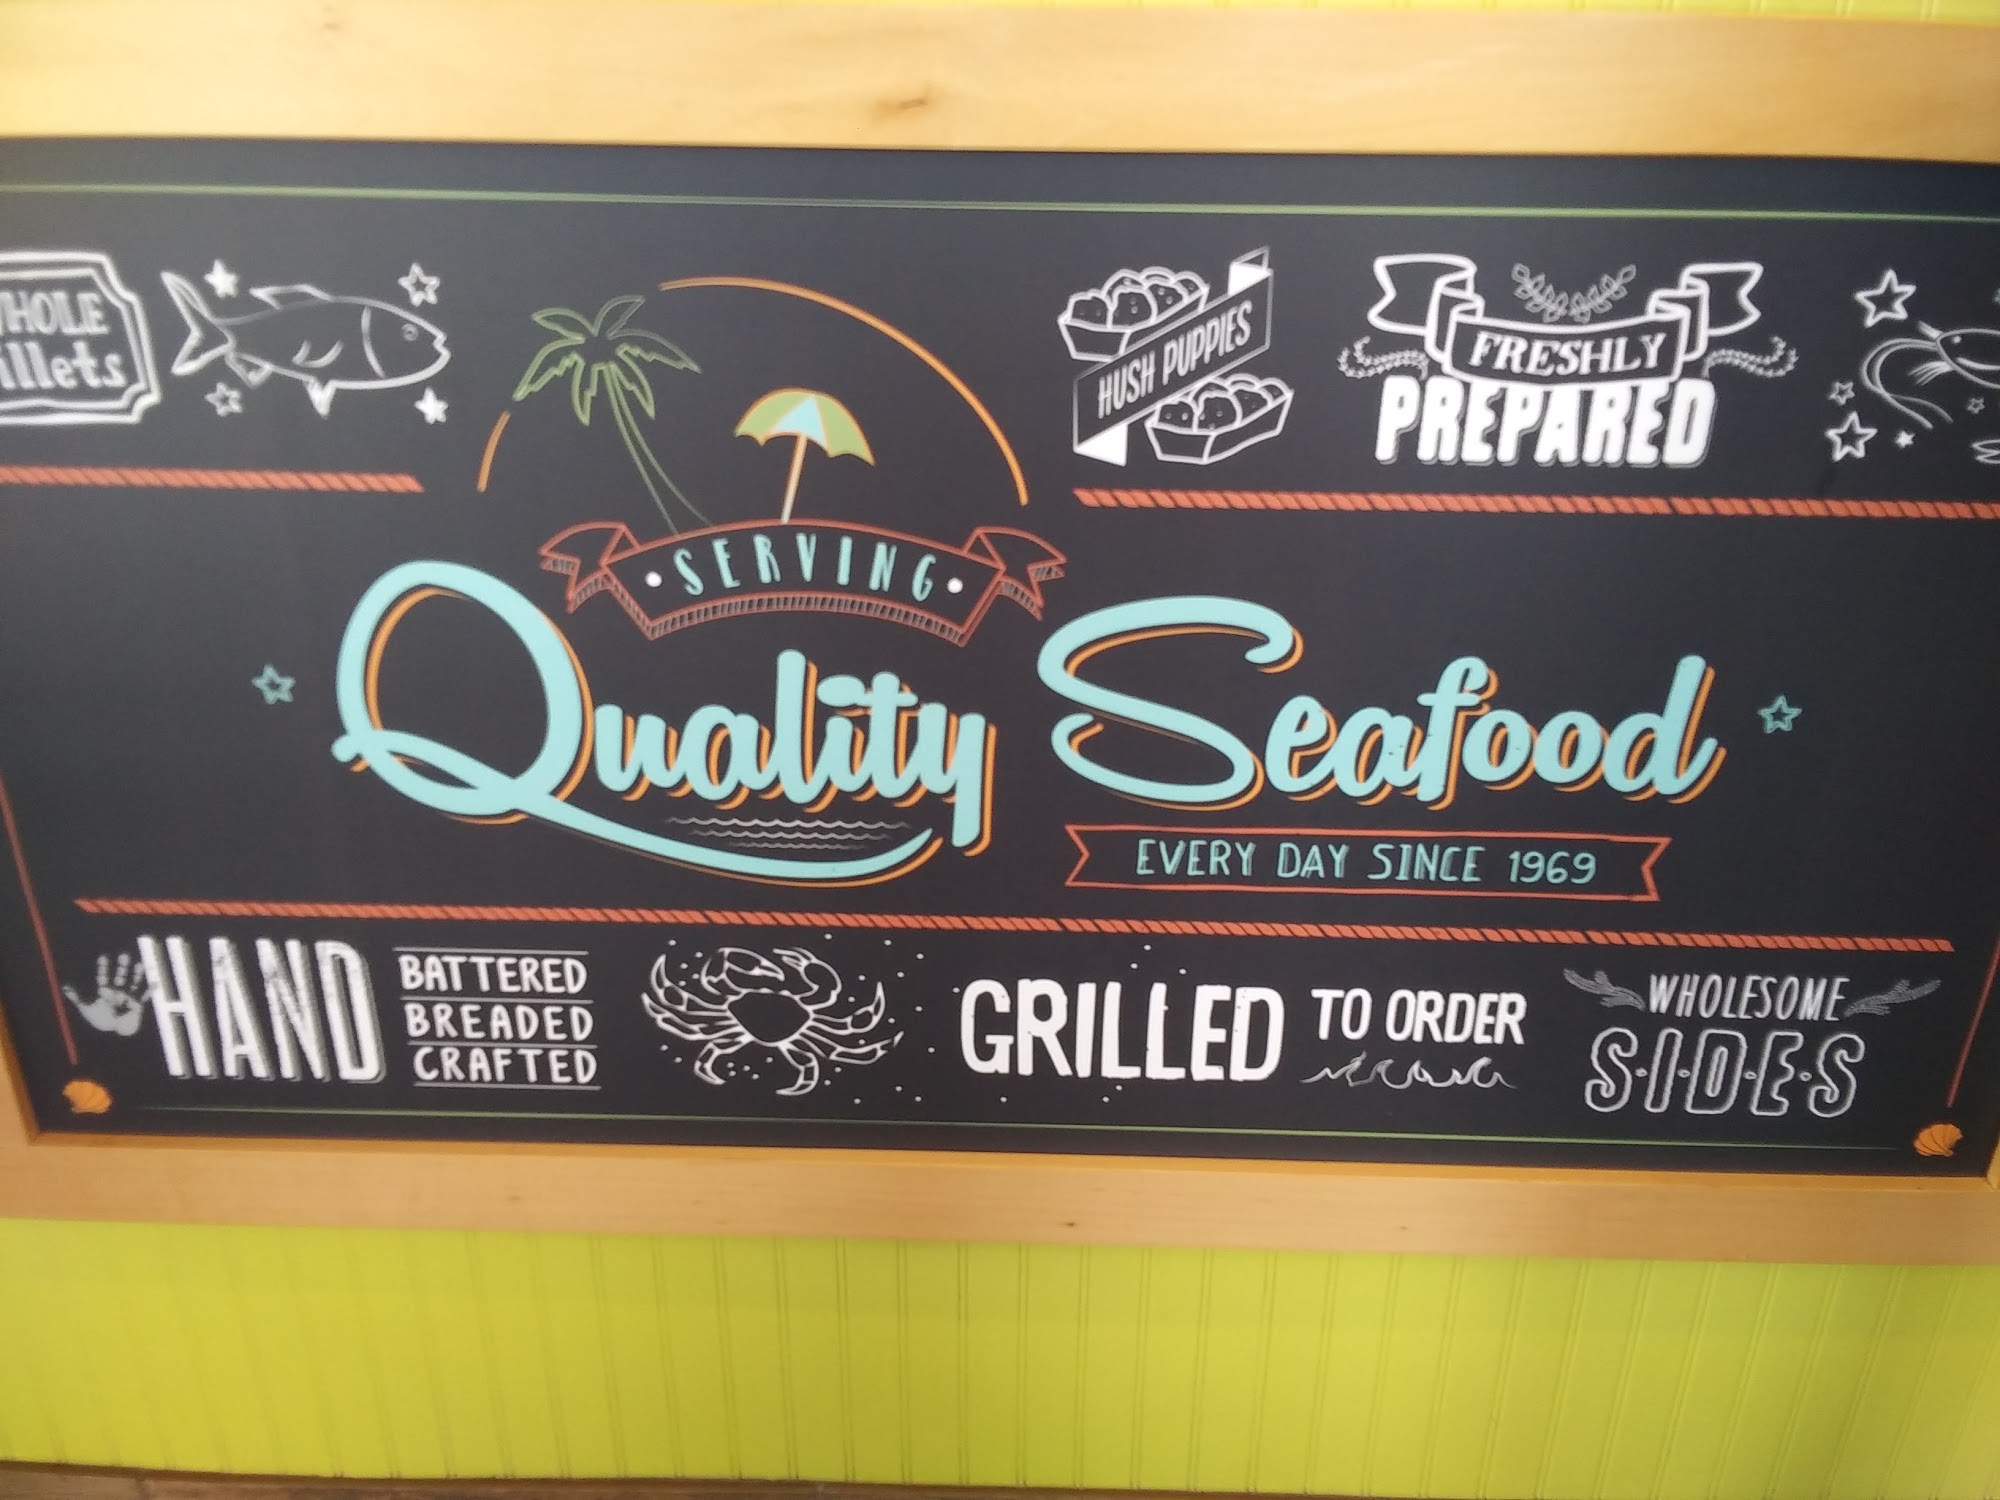 WHOLE
fillets
HUSH PUPPIES
FRESHLY
PREPARED
• SERVING •
Quality Seafood
EVERY DAY SINCE 1969
HAND
BATTERED
BREADED
CRAFTED
GRILLED TO ORDER
WHOLESOME
S•I•D•E•S